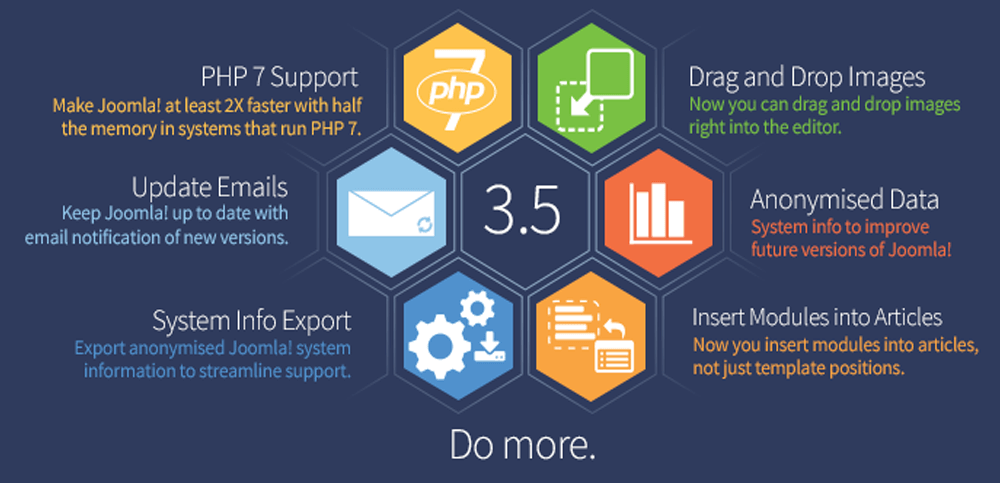 PHP 7 Support
Make Joomla! at least 2X faster with half
the memory in systems that run PHP 7.
7
php
Drag and Drop Images
Now you can drag and drop images
right into the editor.
Update Emails
Keep Joomla! up to date with
email notification of new versions.
3.5
Anonymised Data
System info to improve
future versions of Joomla!
System Info Export
Export anonymised Joomla! system
information to streamline support.
Insert Modules into Articles
Now you insert modules into articles,
not just template positions.
Do more.